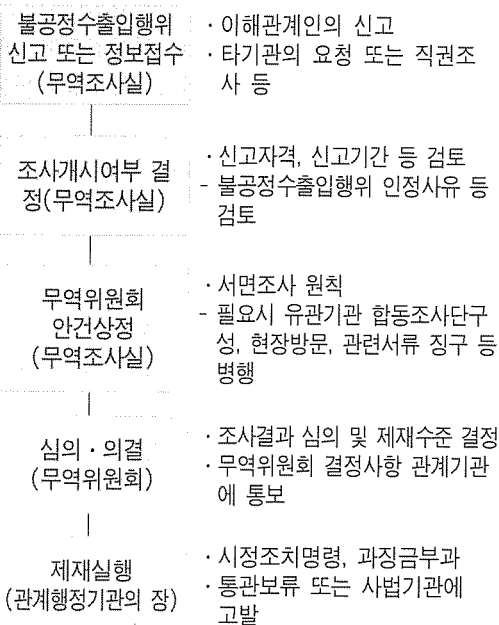 불공정수출입행위
신고 또는 정보접수
(무역조사실)
· 이해관계인의 신고
· 타기관의 요청 또는 직권조
사 등
조사개시여부 결
정(무역조사실)
· 신고자격, 신고기간 등 검토
- 불공정수출입행위 인정사유 등
검토
무역위원회
안건상정
(무역조사실)
· 서면조사 원칙
- 필요시 유관기관 합동조사단구
성, 현장방문, 관련서류 징구 등
병행
심의 · 의결
(무역위원회)
· 조사결과 심의 및 제재수준 결정
· 무역위원회 결정사항 관계기관
에 통보
제재실행
(관계행정기관의 장)
· 시정조치명령, 과징금부과
· 통관보류 또는 사법기관에
고발